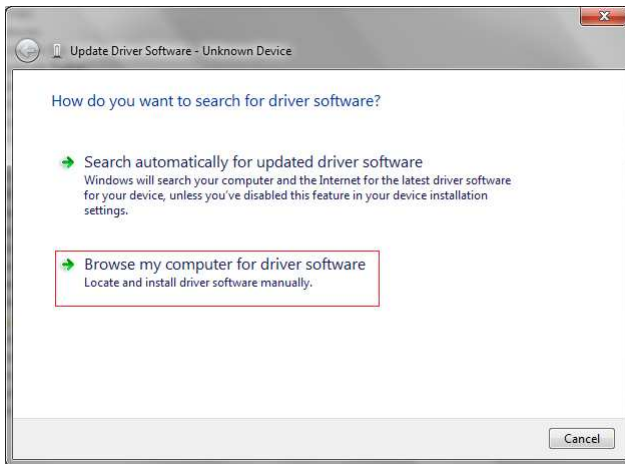 Update Driver Software - Unknown Device
How do you want to search for driver software?
Search automatically for updated driver software
Windows will search your computer and the Internet for the latest driver software
for your device, unless you've disabled this feature in your device installation
settings.
Browse my computer for driver software
Locate and install driver software manually.
Cancel